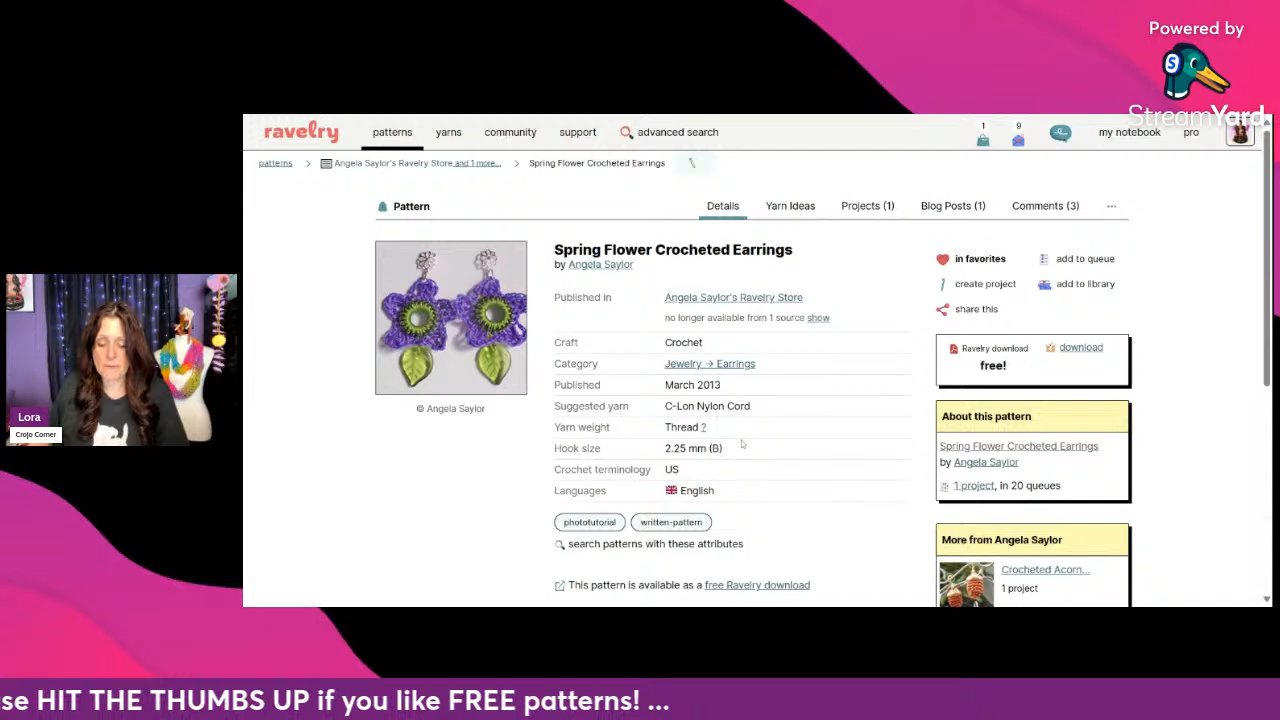 Powered by
S
StreamYard
ravelry patterns yarns community support advanced search 1 9 my notebook pro
patterns > Angela Saylor's Ravelry Store and 1 more... > Spring Flower Crocheted Earrings
Pattern Details Yarn Ideas Projects (1) Blog Posts (1) Comments (3) ...
Spring Flower Crocheted Earrings
by Angela Saylor
Published in Angela Saylor's Ravelry Store
no longer available from 1 source show
Craft Crochet
Category Jewelry → Earrings
Published March 2013
Suggested yarn C-Lon Nylon Cord
Yarn weight Thread ?
Hook size 2.25 mm (B)
Crochet terminology US
Languages English
phototutorial written-pattern
search patterns with these attributes
This pattern is available as a free Ravelry download
© Angela Saylor
in favorites add to queue
create project add to library
share this
Ravelry download download
free!
About this pattern
Spring Flower Crocheted Earrings
by Angela Saylor
1 project, in 20 queues
More from Angela Saylor
Crocheted Acorn...
1 project
Lora
Crojo Corner
se HIT THE THUMBS UP if you like FREE patterns! ...